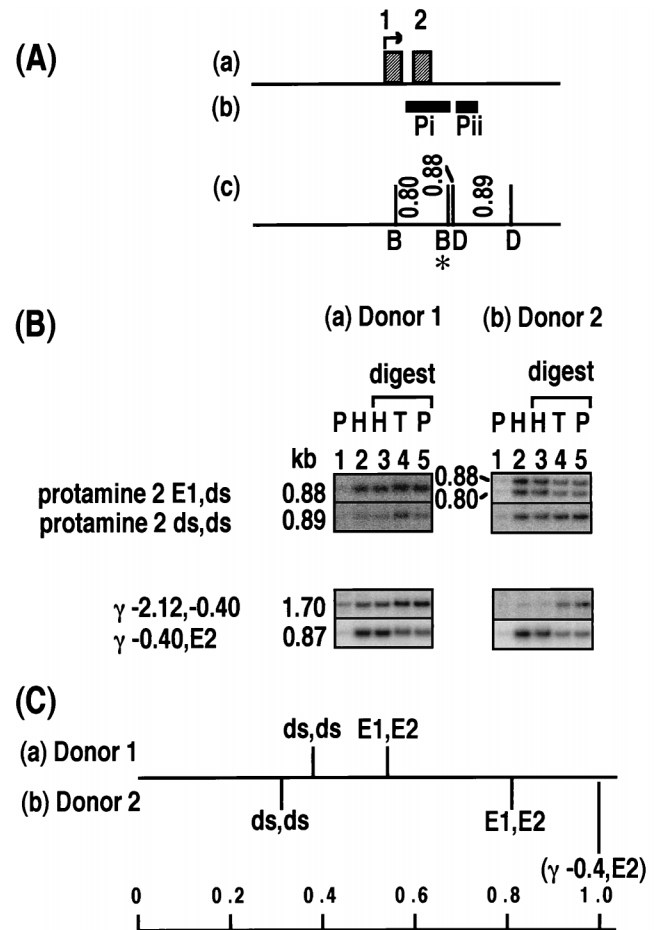 (A)
1 2
(a)
(b)
Pi Pii
(c)
0.80 0.88 0.89
B B D D
*
(B)
(a) Donor 1 (b) Donor 2
digest digest
P H H T P P H H T P
kb 1 2 3 4 5 1 2 3 4 5
protamine 2 E1,ds 0.88 0.88
0.80
protamine 2 ds,ds 0.89
γ -2.12,-0.40 1.70
γ -0.40,E2 0.87
(C)
ds,ds E1,E2
(a) Donor 1
(b) Donor 2
ds,ds E1,E2
(γ -0.4,E2)
0 0.2 0.4 0.6 0.8 1.0